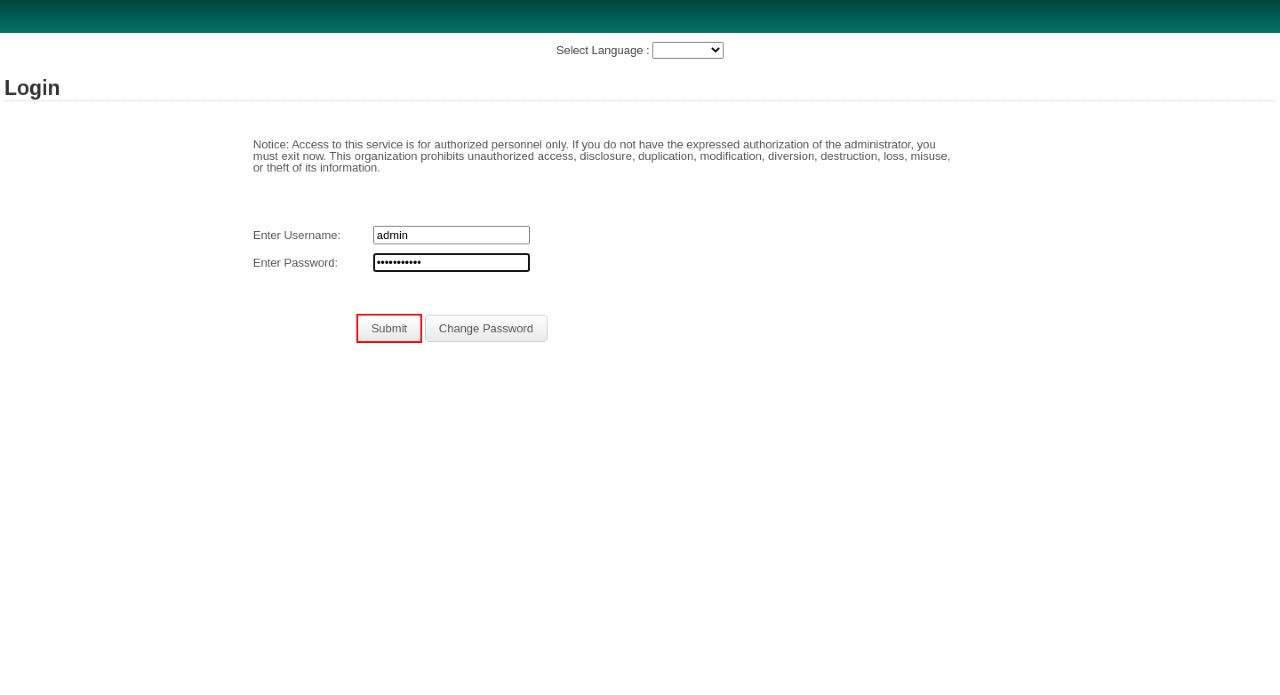 Select Language :
Login
Notice: Access to this service is for authorized personnel only. If you do not have the expressed authorization of the administrator, you
must exit now. This organization prohibits unauthorized access, disclosure, duplication, modification, diversion, destruction, loss, misuse,
or theft of its information.
Enter Username: admin
Enter Password: •••••••••••
Submit Change Password